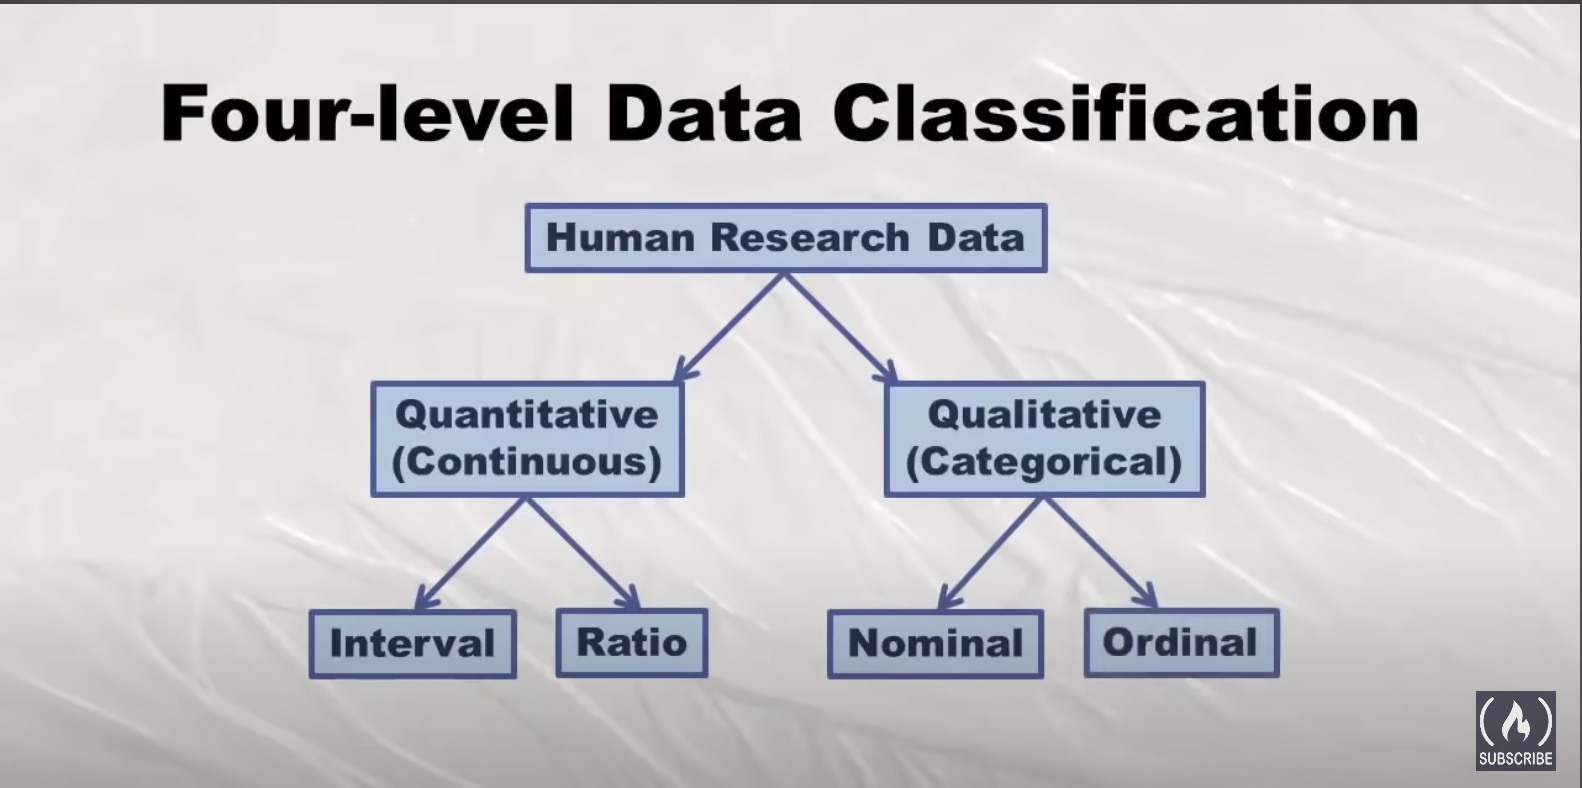 Four-level Data Classification
Human Research Data
Quantitative
(Continuous)
Qualitative
(Categorical)
Interval
Ratio
Nominal
Ordinal
SUBSCRIBE